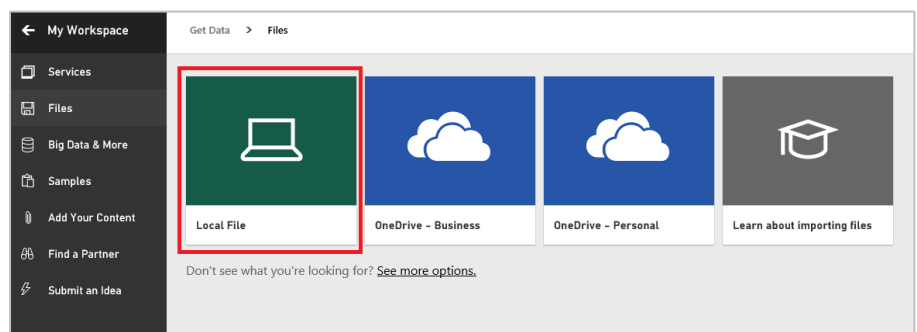 My Workspace
Get Data > Files
Services
Files
Big Data & More
Samples
Add Your Content
Find a Partner
Submit an Idea
Local File
OneDrive – Business
OneDrive – Personal
Learn about importing files
Don't see what you're looking for? See more options.